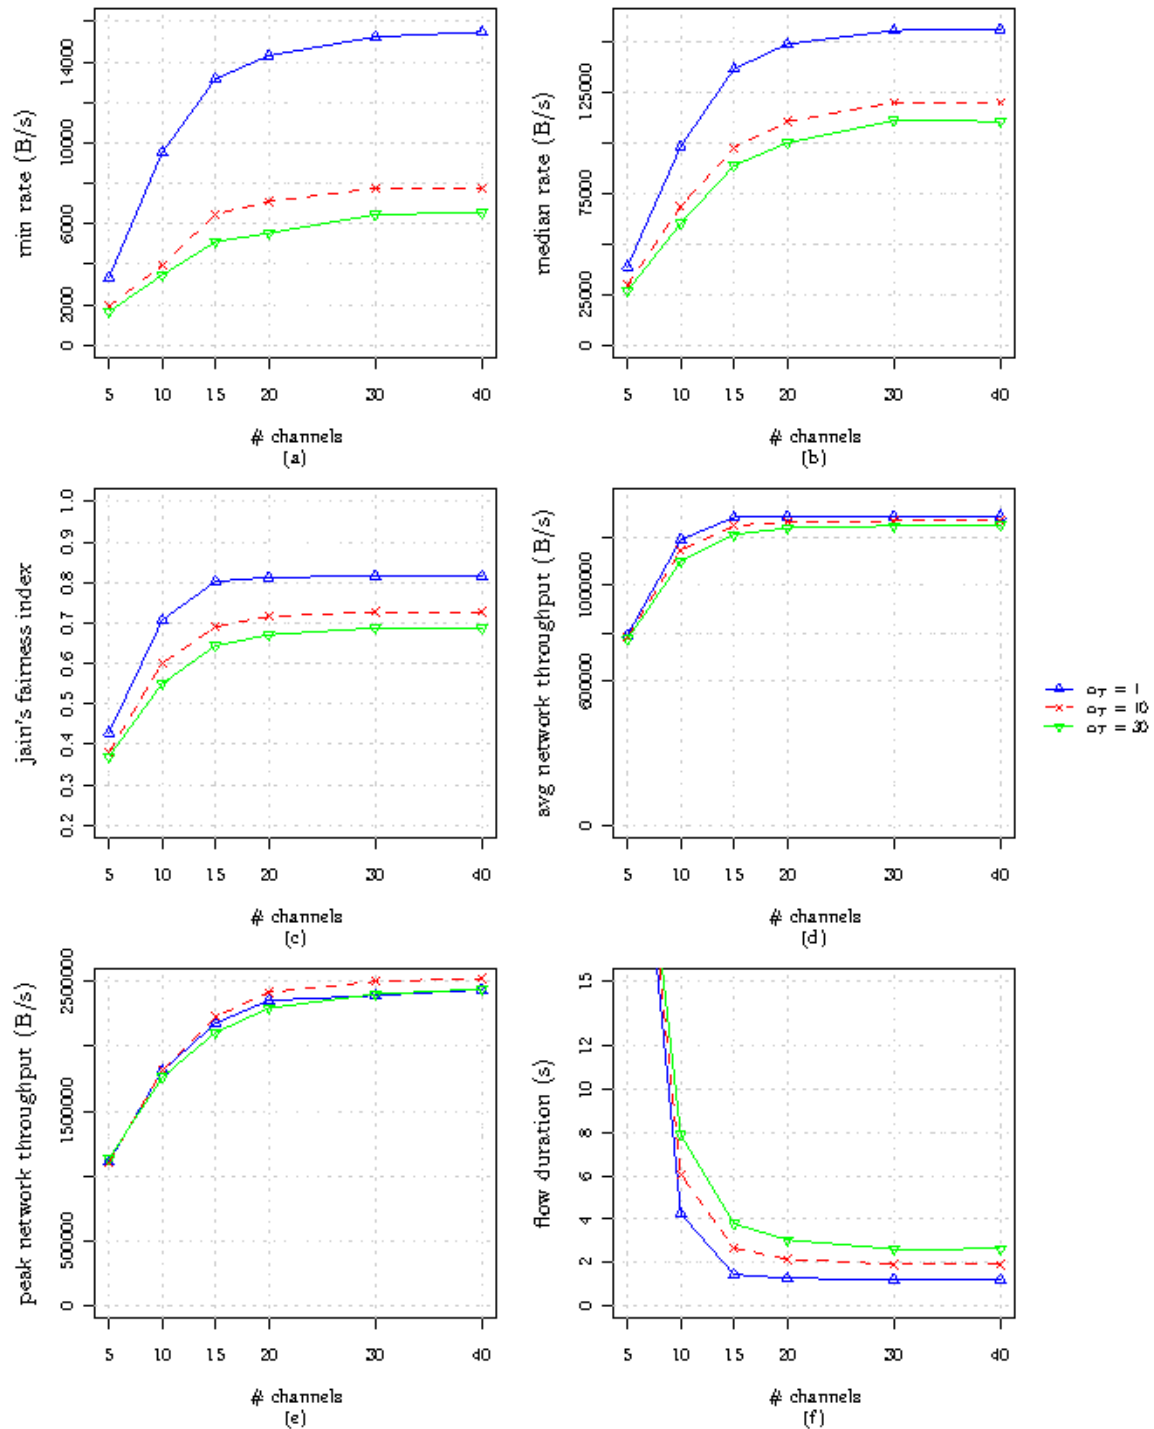 min rate (B/s)
0 2000 6000 10000 14000
5 10 15 20 30 40
# channels
(a)
median rate (B/s)
0 25000 75000 125000
5 10 15 20 30 40
# channels
(b)
jain's fairness index
0.2 0.3 0.4 0.5 0.6 0.7 0.8 0.9 1.0
5 10 15 20 30 40
# channels
(c)
avg network throughput (B/s)
0 600000 1000000
5 10 15 20 30 40
# channels
(d)
= 1
= 10
= 30
peak network throughput (B/s)
0 500000 1500000 2500000
5 10 15 20 30 40
# channels
(e)
flow duration (s)
0 2 4 6 8 10 12 15
5 10 15 20 30 40
# channels
(f)